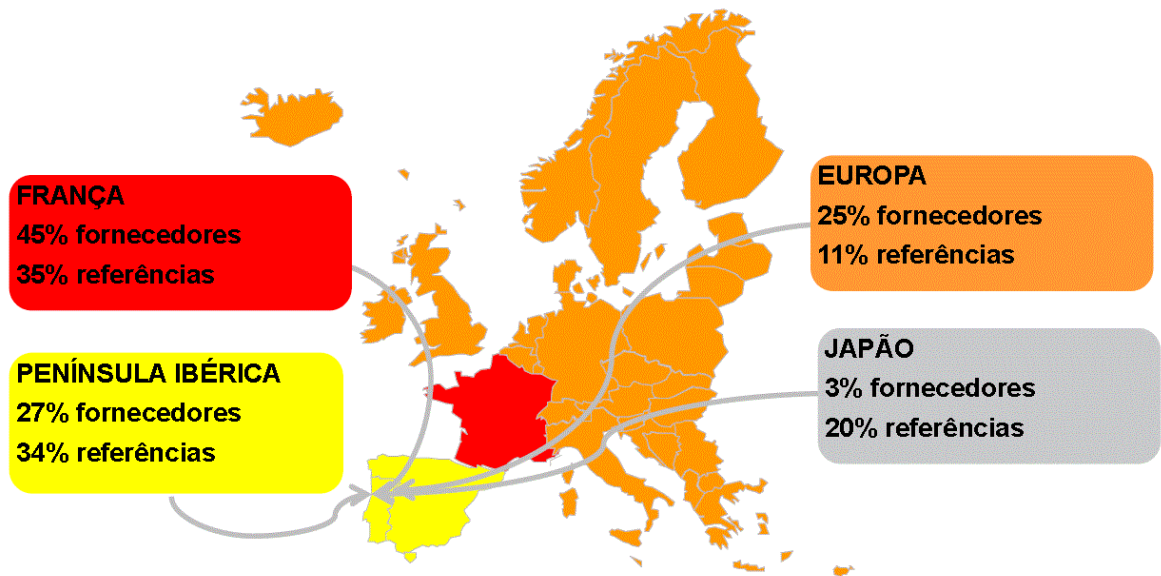 FRANÇA
45% fornecedores
35% referências
PENÍNSULA IBÉRICA
27% fornecedores
34% referências
EUROPA
25% fornecedores
11% referências
JAPÃO
3% fornecedores
20% referências